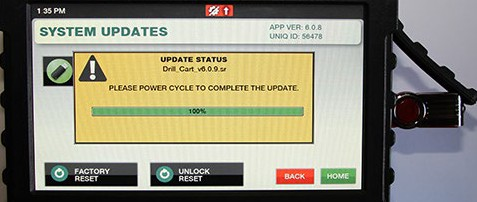 1 35 PM
SYSTEM UPDATES
APP VER: 6.0.8
UNIQ ID: 56478
UPDATE STATUS
Drill_Cart_v6.0.9.sr
PLEASE POWER CYCLE TO COMPLETE THE UPDATE.
100%
FACTORY
RESET
UNLOCK
RESET
BACK
HOME